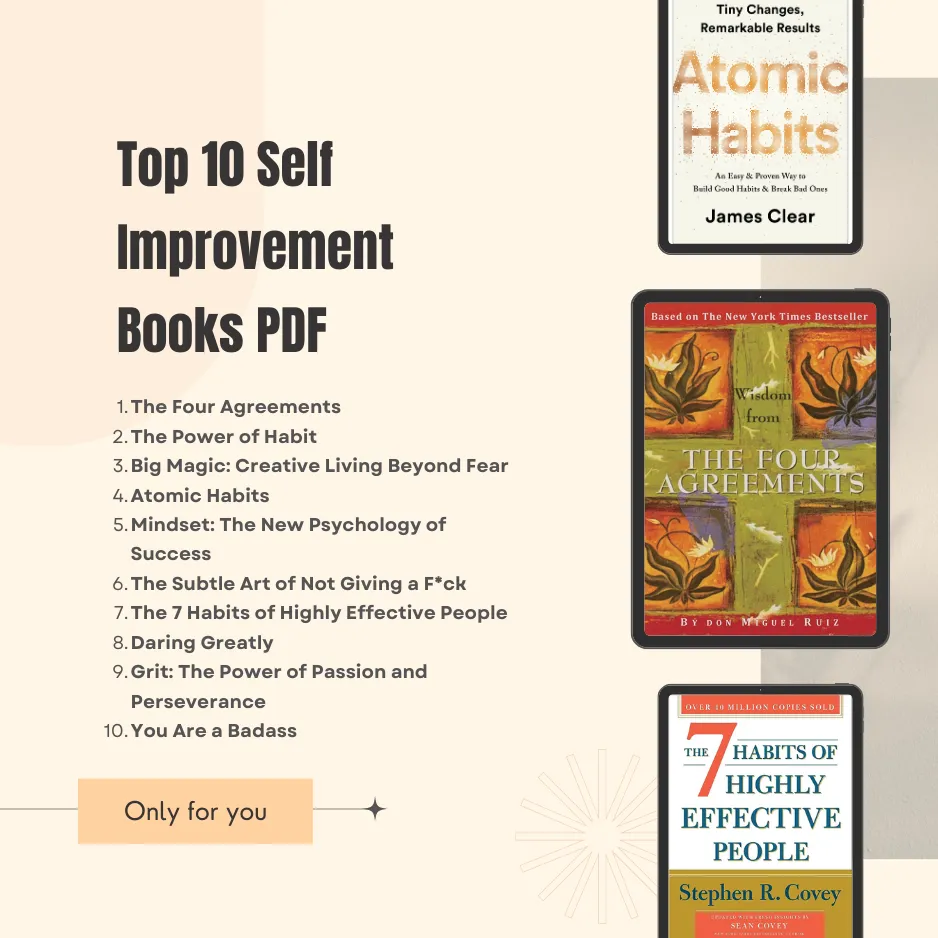 Top 10 Self
Improvement
Books PDF
1. The Four Agreements
2. The Power of Habit
3. Big Magic: Creative Living Beyond Fear
4. Atomic Habits
5. Mindset: The New Psychology of
Success
6. The Subtle Art of Not Giving a F*ck
7. The 7 Habits of Highly Effective People
8. Daring Greatly
9. Grit: The Power of Passion and
Perseverance
10. You Are a Badass
Only for you
Tiny Changes,
Remarkable Results
Atomic
Habits
An Easy & Proven Way to
Build Good Habits & Break Bad Ones
James Clear
Based on The New York Times Bestseller
Wisdom
from
THE FOUR
AGREEMENTS
BY DON MIGUEL RUIZ
OVER 10 MILLION COPIES SOLD
THE 7 HABITS OF
HIGHLY
EFFECTIVE
PEOPLE
Stephen R. Covey
SEAN COVEY